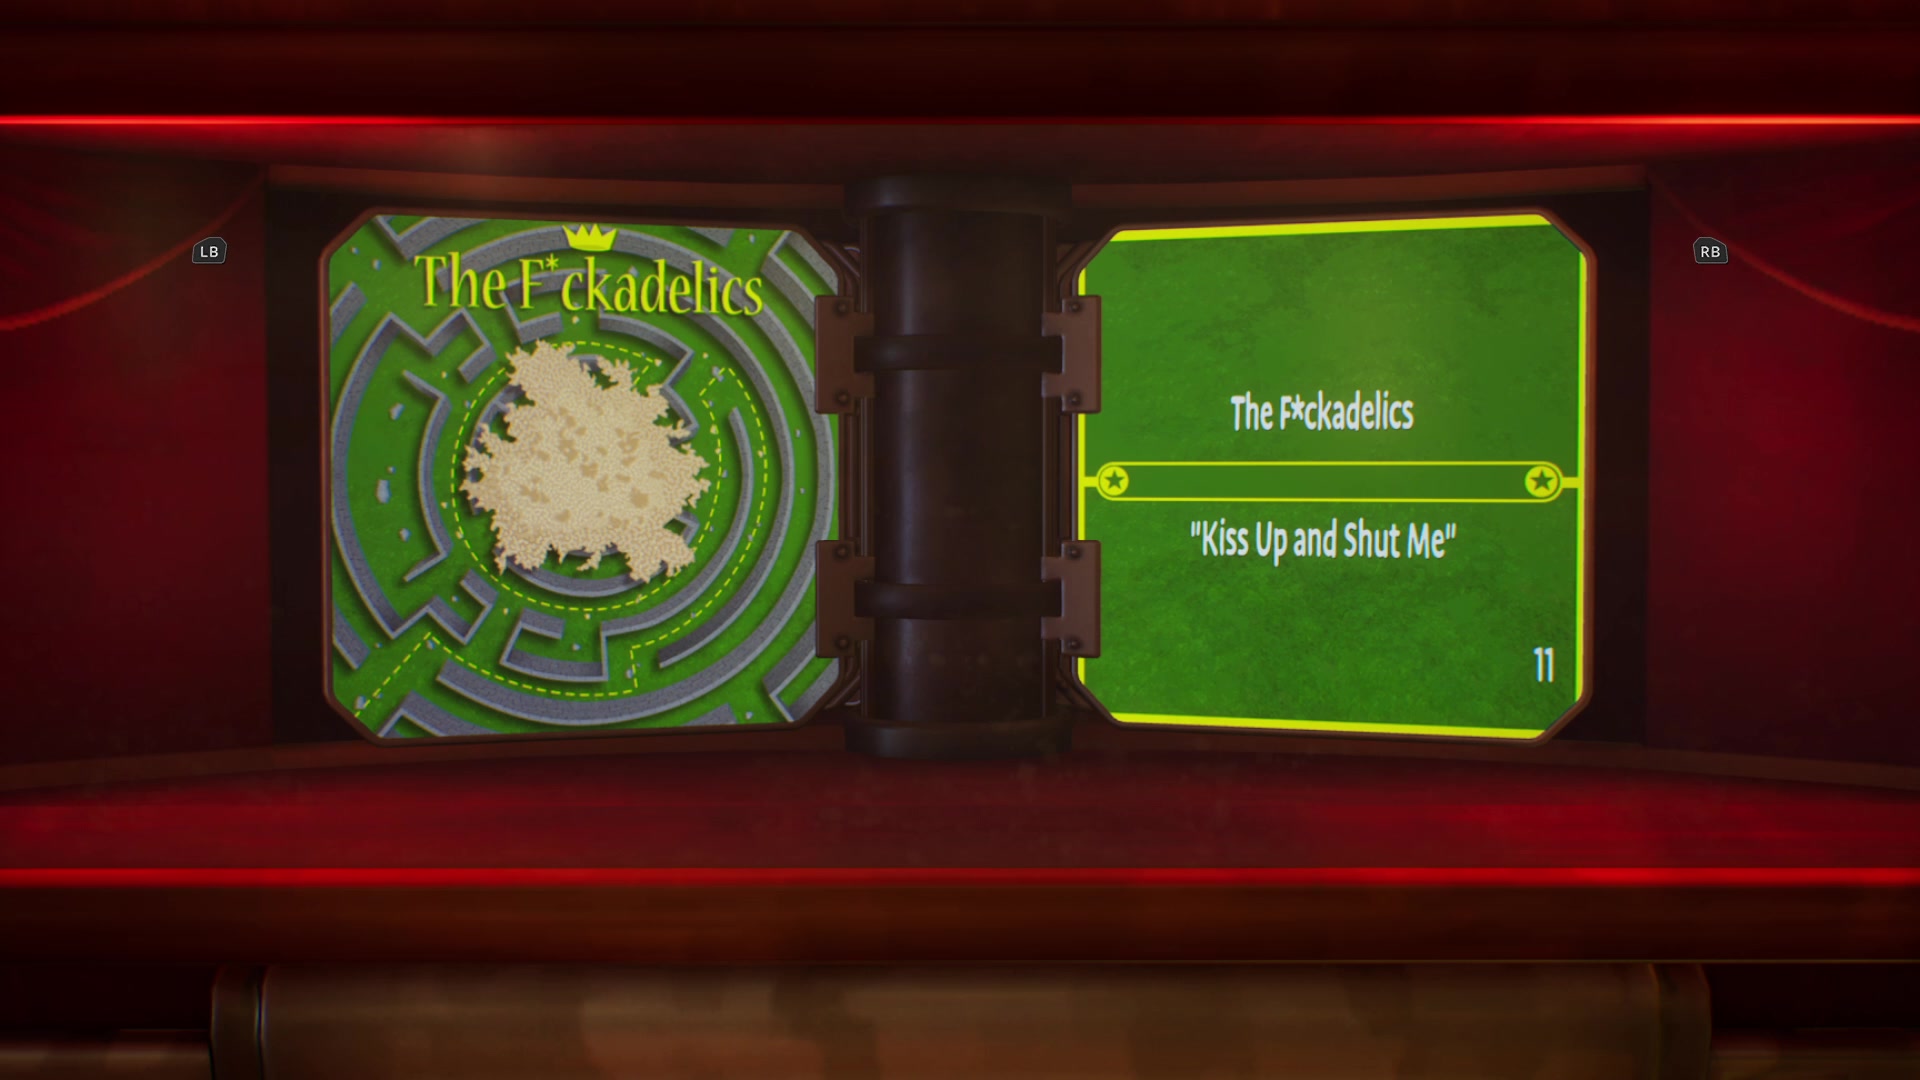 LB
The F*ckadelics
RB
The F*ckadelics
"Kiss Up and Shut Me"
11